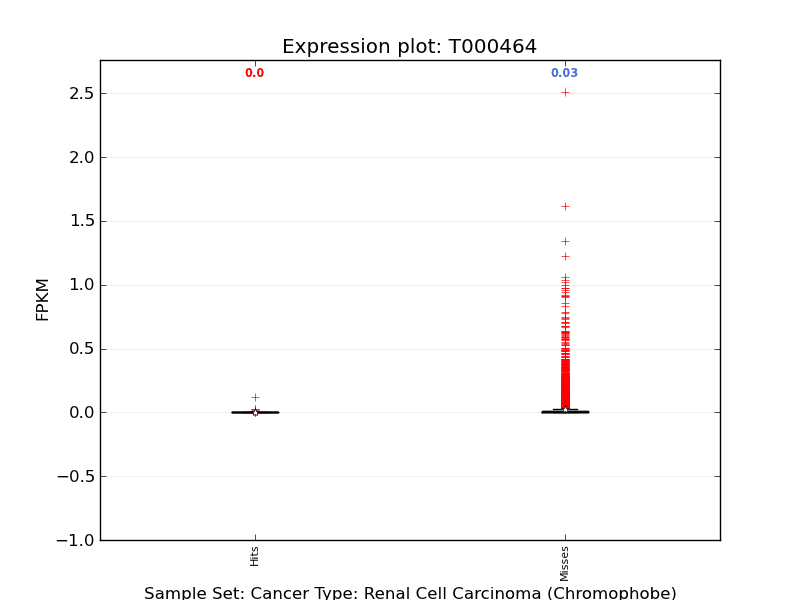 Expression plot: T000464
0.0 0.03
2.5
2.0
1.5
1.0
0.5
0.0
−0.5
−1.0
FPKM
Hits Misses
Sample Set: Cancer Type: Renal Cell Carcinoma (Chromophobe)